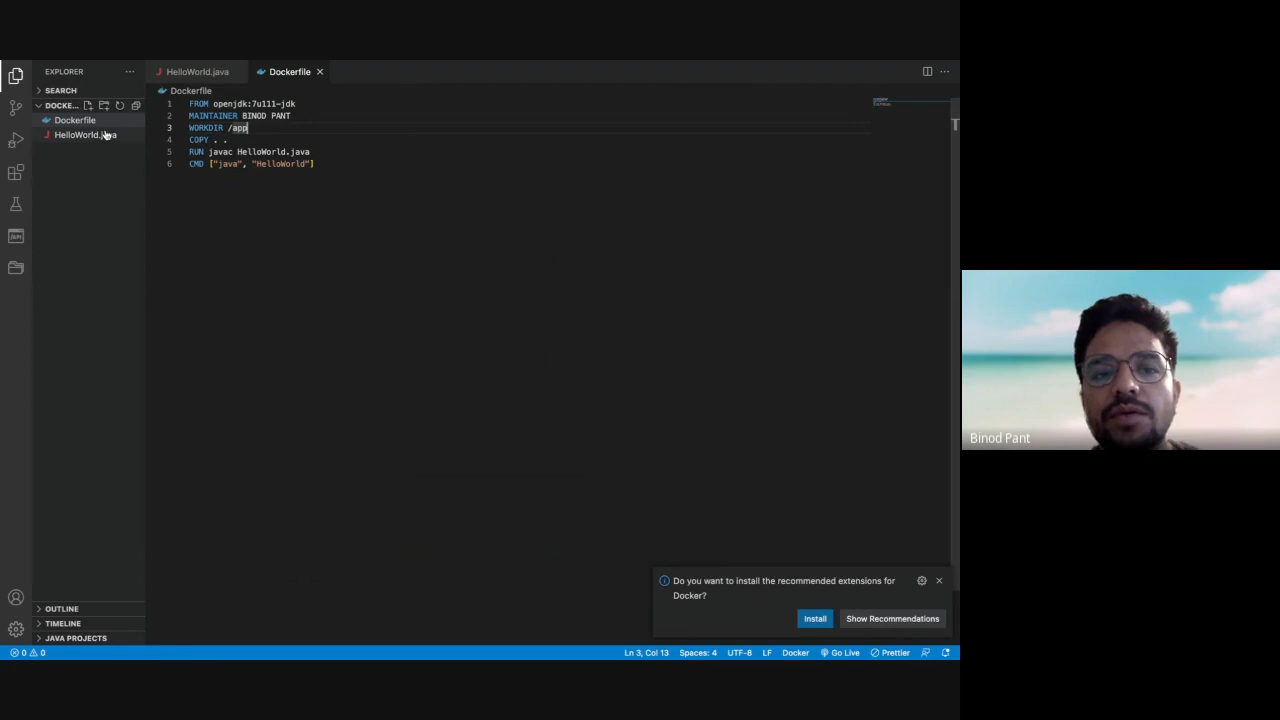 EXPLORER
SEARCH
DOCKE...
Dockerfile
HelloWorld.java
OUTLINE
TIMELINE
JAVA PROJECTS
HelloWorld.java
Dockerfile
Dockerfile
1 FROM openjdk:7u111-jdk
2 MAINTAINER BINOD PANT
3 WORKDIR /app
4 COPY . .
5 RUN javac HelloWorld.java
6 CMD ["java", "HelloWorld"]
Do you want to install the recommended extensions for
Docker?
Install Show Recommendations
0 0 Ln 3, Col 13 Spaces: 4 UTF-8 LF Docker Go Live Prettier
Binod Pant